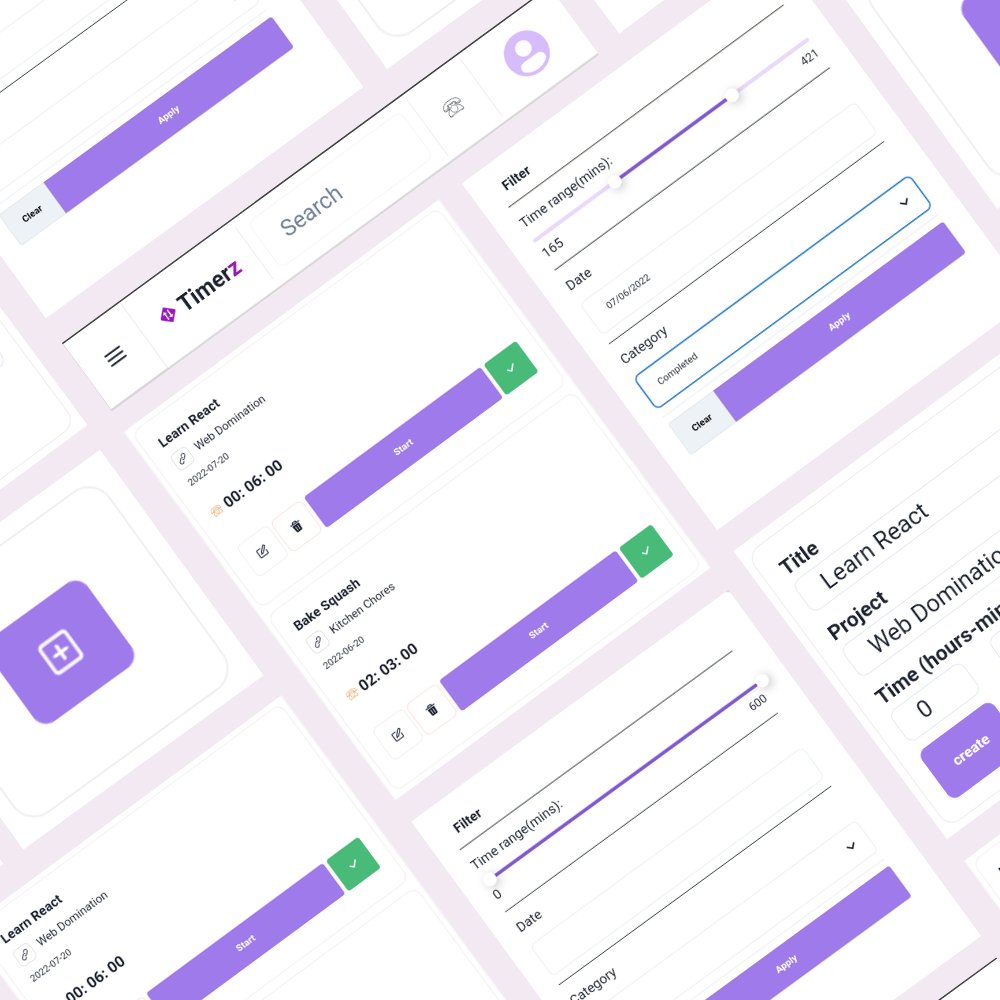 Apply
Clear
Search
Timerz
Learn React
Web Domination
2022-07-20
00: 06: 00
Start
Bake Squash
Kitchen Chores
2022-06-20
02: 03: 00
Start
Filter
Time range(mins):
421
165
Date
07/06/2022
Category
Completed
Clear
Apply
Title
Learn React
Project
Time (hours-min
0
create
Filter
Time range(mins):
600
0
Date
Category
Apply
Learn React
Web Domination
2022-07-20
00: 06: 00
Start